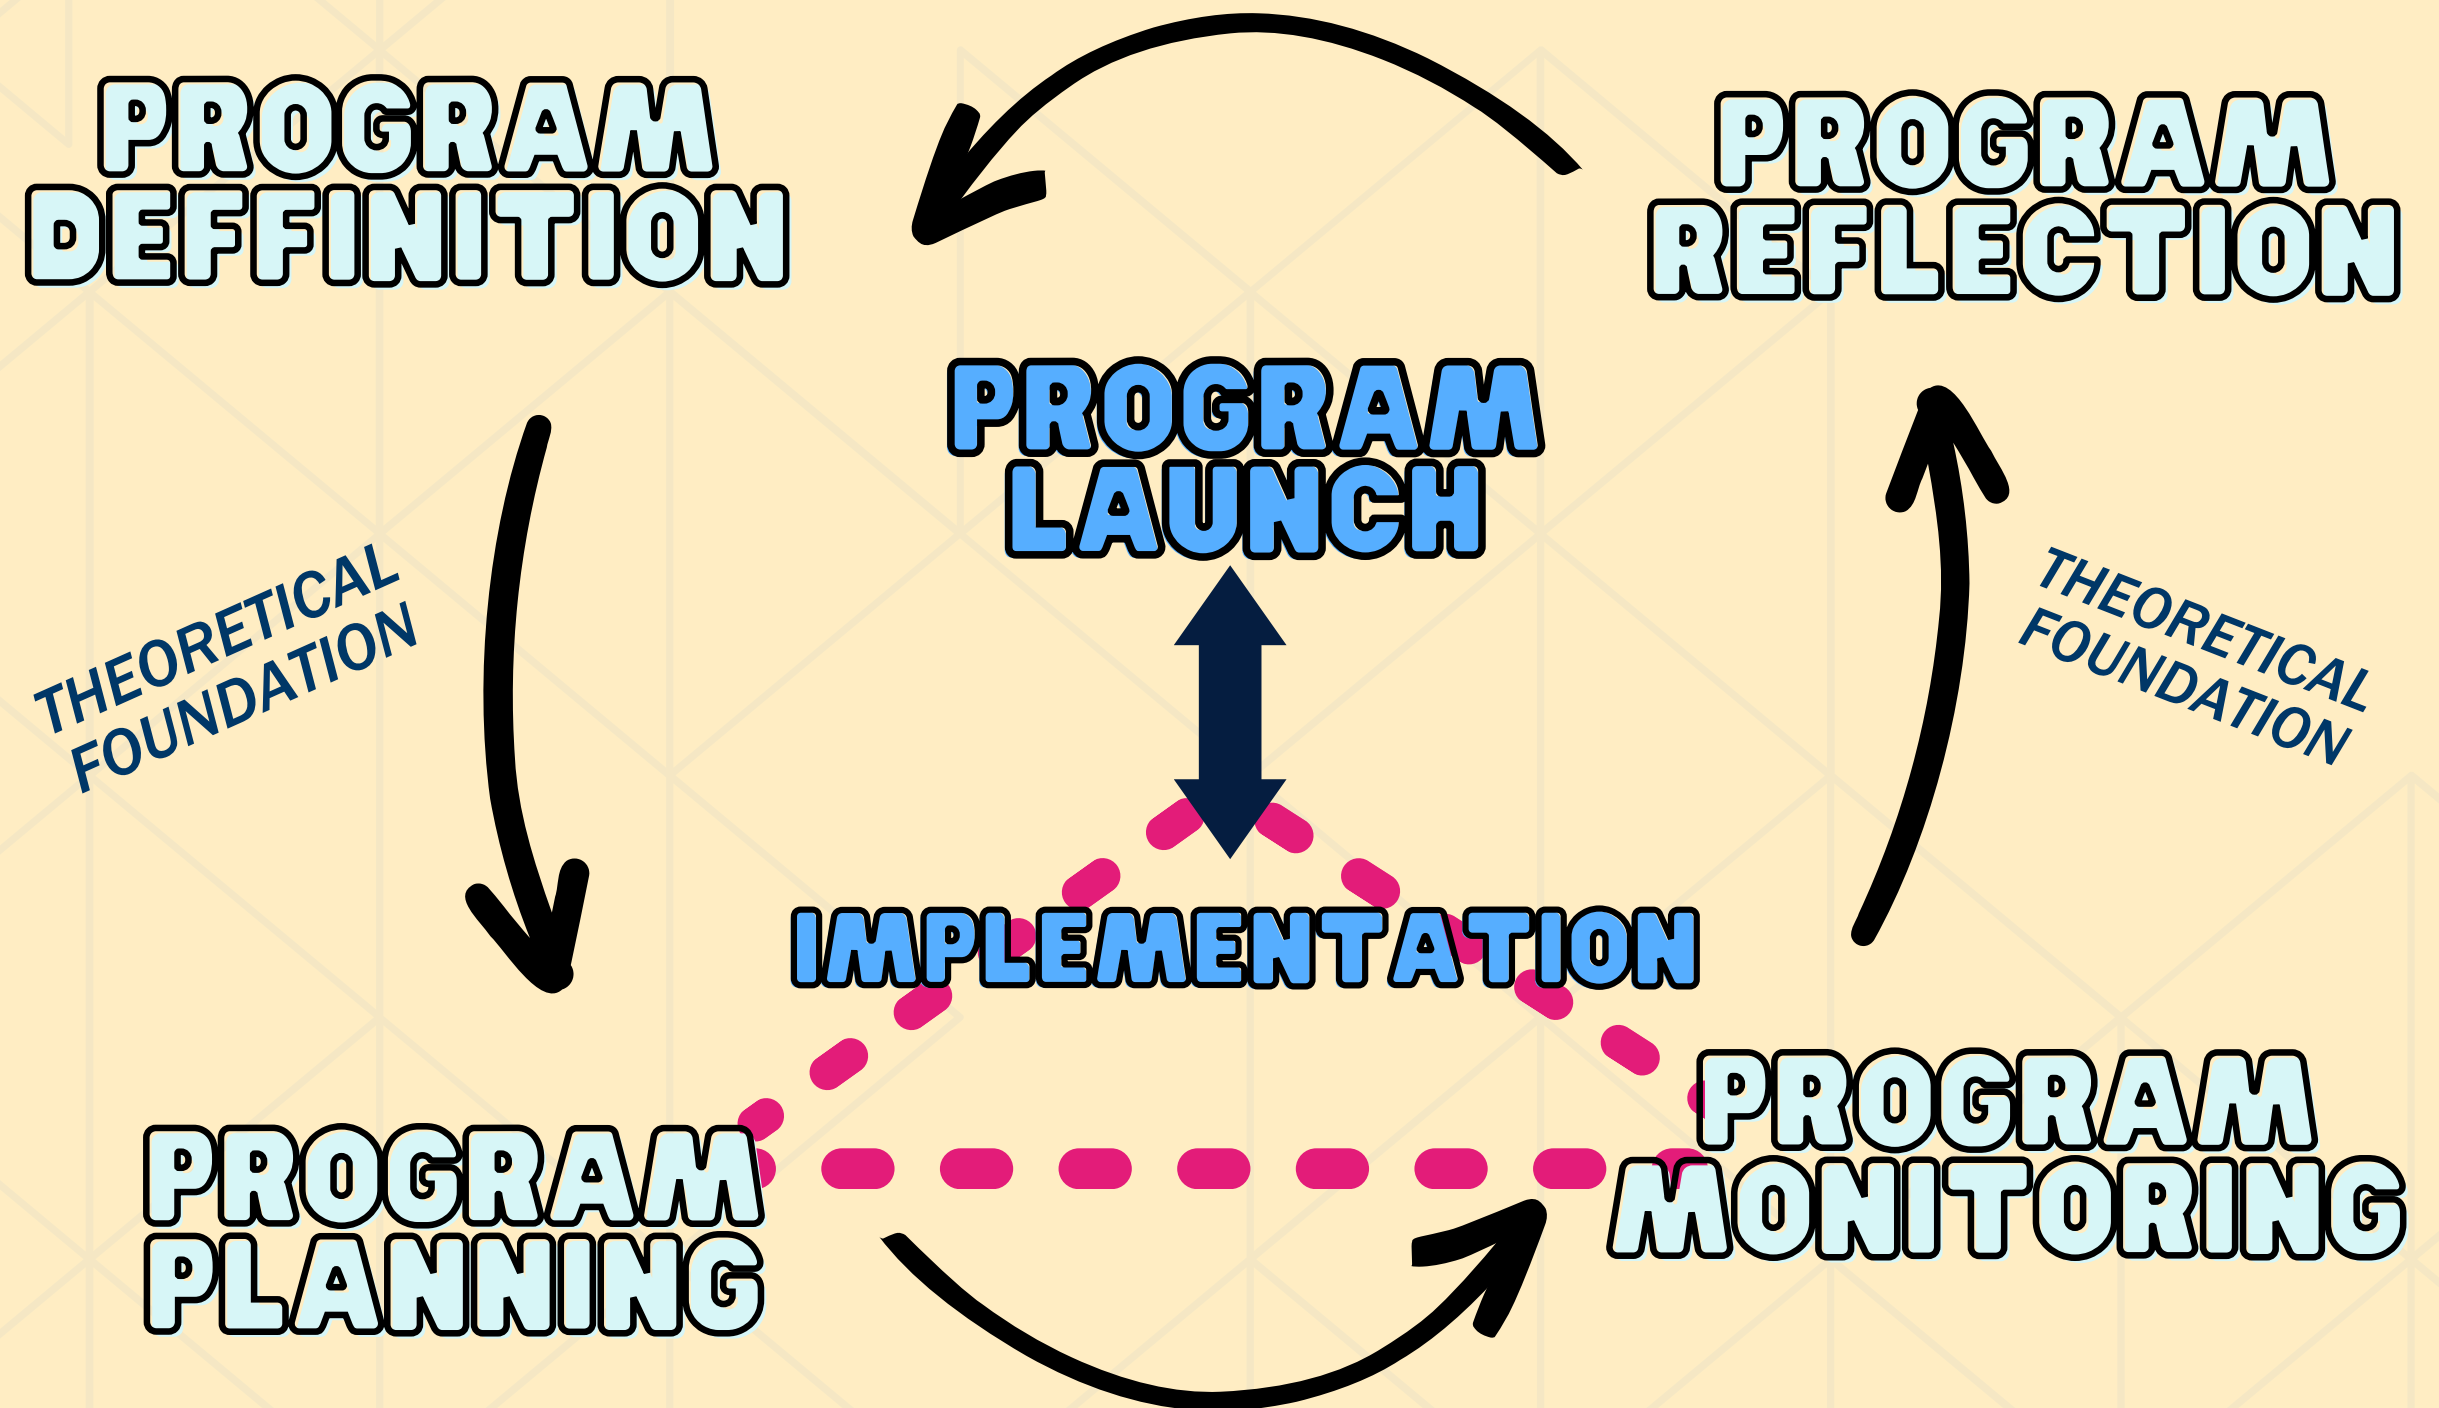 PROGRAM
DEFFINITION
PROGRAM
REFLECTION
PROGRAM
LAUNCH
THEORETICAL
FOUNDATION
THEORETICAL
FOUNDATION
IMPLEMENTATION
PROGRAM
PLANNING
PROGRAM
MONITORING